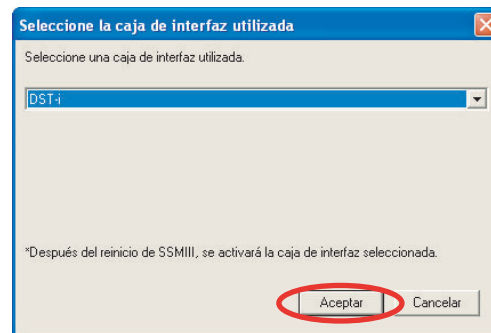 Seleccione la caja de interfaz utilizada
Seleccione una caja de interfaz utilizada.
DST-i
*Después del reinicio de SSMIII, se activará la caja de interfaz seleccionada.
Aceptar Cancelar